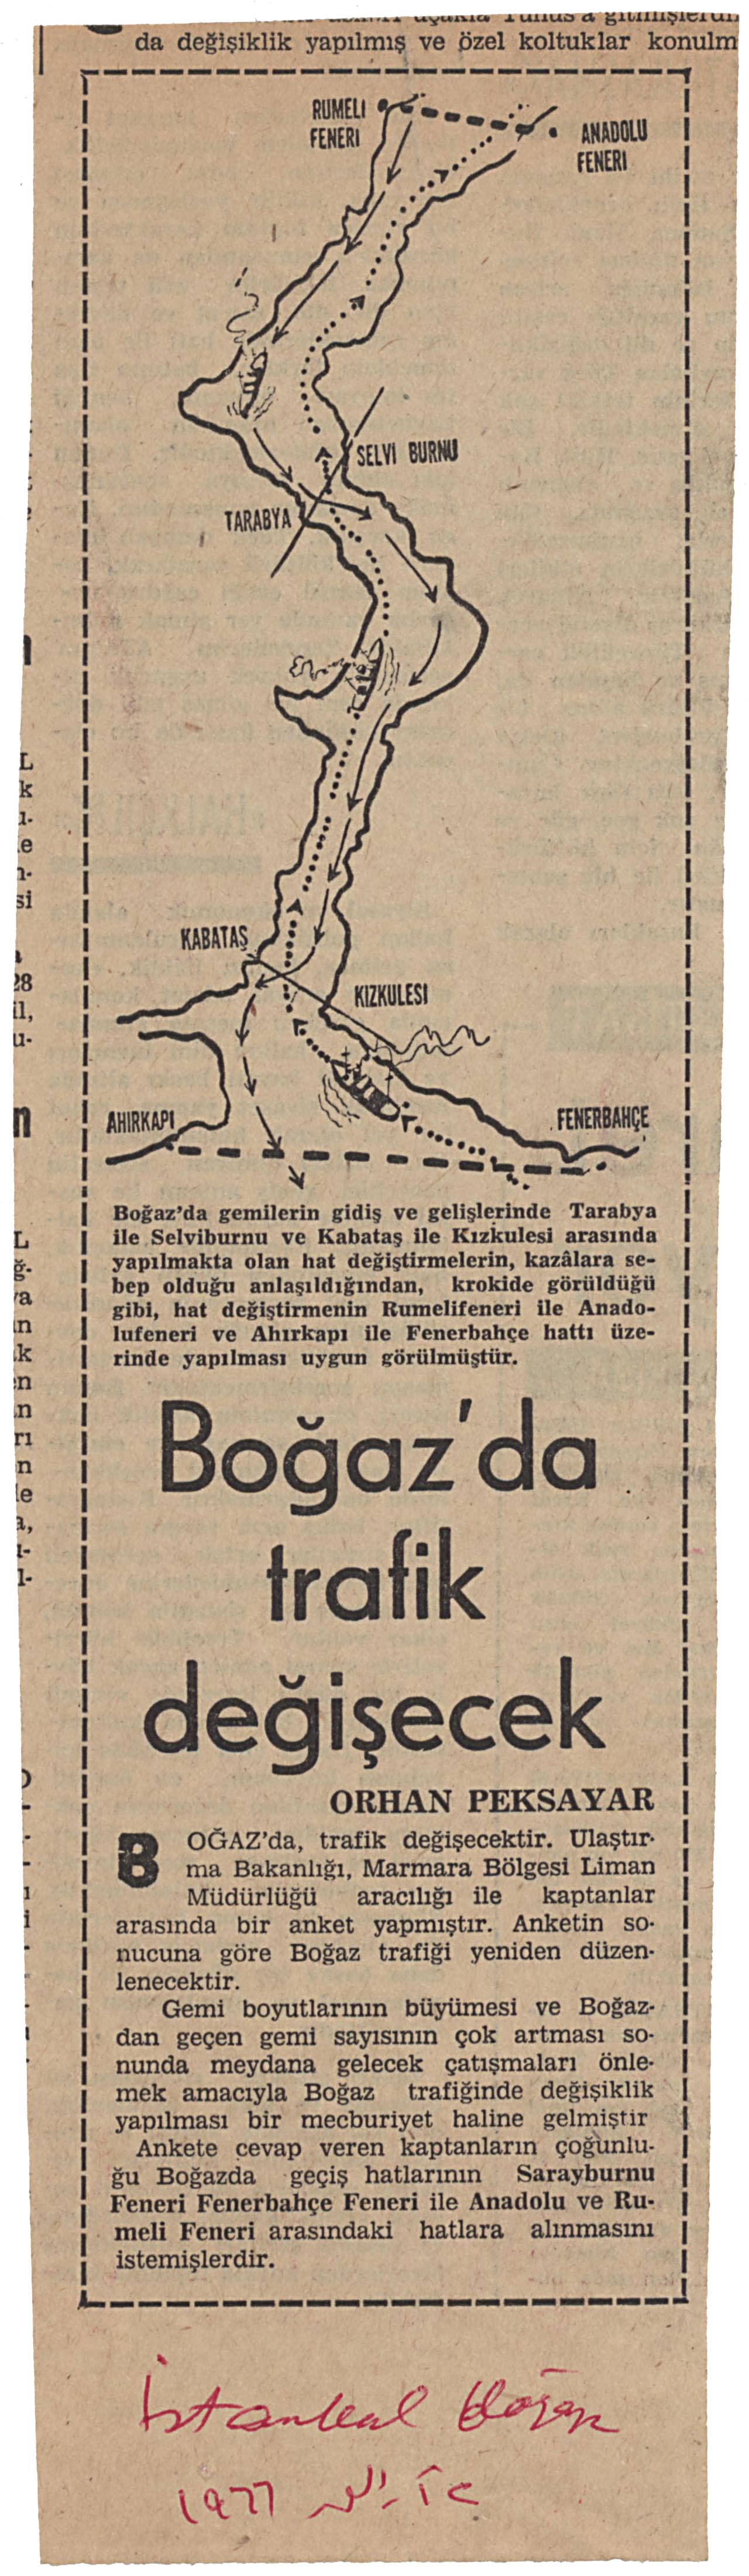 da değişiklik yapılmış ve özel koltuklar konulm
RUMELI
FENERI
ANADOLU
FENERI
SELVI BURNU
TARABYA
KABATAŞ
KIZKULESI
AHIRKAPI
FENERBAHÇE
Boğaz'da gemilerin gidiş ve gelişlerinde Tarabya
ile Selviburnu ve Kabataş ile Kızkulesi arasında
yapılmakta olan hat değiştirmelerin, kazâlara se-
bep olduğu anlaşıldığından, krokide görüldüğü
gibi, hat değiştirmenin Rumelifeneri ile Anado-
lufeneri ve Ahırkapı ile Fenerbahçe hattı üze-
rinde yapılması uygun görülmüştür.
Boğaz'da
trafik
değişecek
ORHAN PEKSAYAR
BOĞAZ'da, trafik değişecektir. Ulaştır-
ma Bakanlığı, Marmara Bölgesi Liman
Müdürlüğü aracılığı ile kaptanlar
arasında bir anket yapmıştır. Anketin so-
nucuna göre Boğaz trafiği yeniden düzen-
lenecektir.
Gemi boyutlarının büyümesi ve Boğaz-
dan geçen gemi sayısının çok artması so-
nunda meydana gelecek çatışmaları önle-
mek amacıyla Boğaz trafiğinde değişiklik
yapılması bir mecburiyet haline gelmiştir
Ankete cevap veren kaptanların çoğunlu-
ğu Boğazda geçiş hatlarının Sarayburnu
Feneri Fenerbahçe Feneri ile Anadolu ve Ru-
meli Feneri arasındaki hatlara alınmasını
istemişlerdir.
İstanbul Boğazı